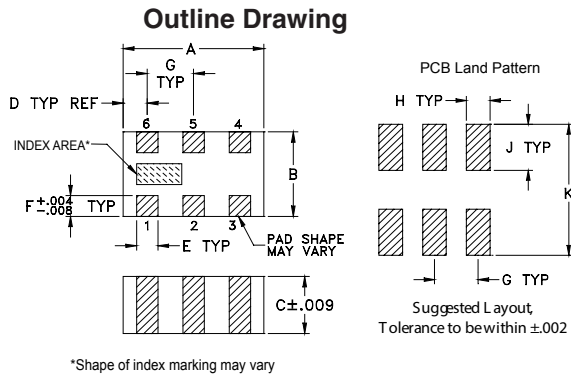 Outline Drawing
A
G
TYP
D TYP REF
6 5 4
INDEX AREA*
B
F +.004 -.008 TYP
1 2 3
E TYP
PAD SHAPE
MAY VARY
C±.009
*Shape of index marking may vary
PCB Land Pattern
H TYP
J TYP
K
G TYP
Suggested Layout,
Tolerance to be within ±.002